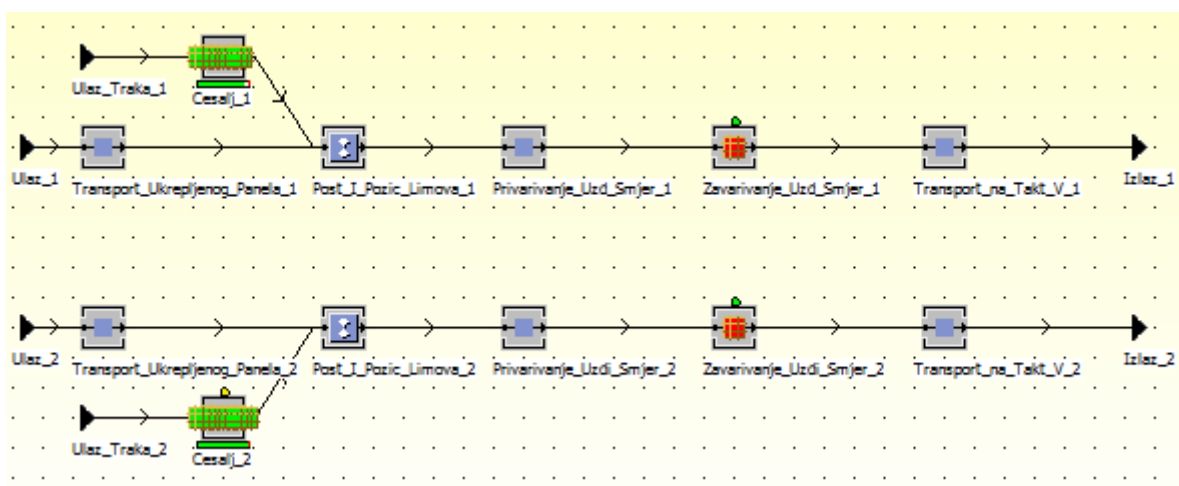 Ulaz_Traka_1
Cesalj_1
Ulaz_1 Transport_Ukrepljenog_Panela_1 Post_I_Pozic_Limova_1 Privarivanje_Uzd_Smjer_1 Zavarivanje_Uzd_Smjer_1 Transport_na_Takt_V_1 Izlaz_1
Ulaz_2 Transport_Ukrepljenog_Panela_2 Post_I_Pozic_Limova_2 Privarivanje_Uzdi_Smjer_2 Zavarivanje_Uzdi_Smjer_2 Transport_na_Takt_V_2 Izlaz_2
Ulaz_Traka_2
Cesalj_2